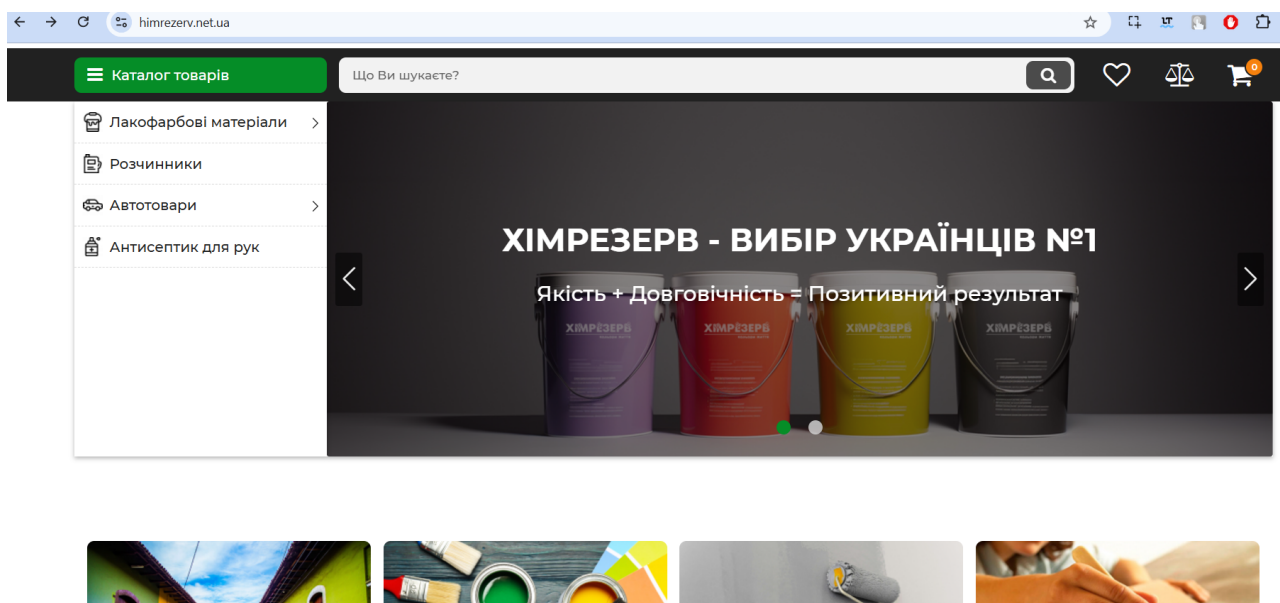 himrezerv.net.ua
Каталог товарів
Що Ви шукаєте?
0
Лакофарбові матеріали
Розчинники
Автотовари
Антисептик для рук
ХІМРЕЗЕРВ - ВИБІР УКРАЇНЦІВ №1
Якість + Довговічність = Позитивний результат
ХІМРЕЗЕРВ
ХІМРЕЗЕРВ
ХІМРЕЗЕРВ
ХІМРЕЗЕРВ